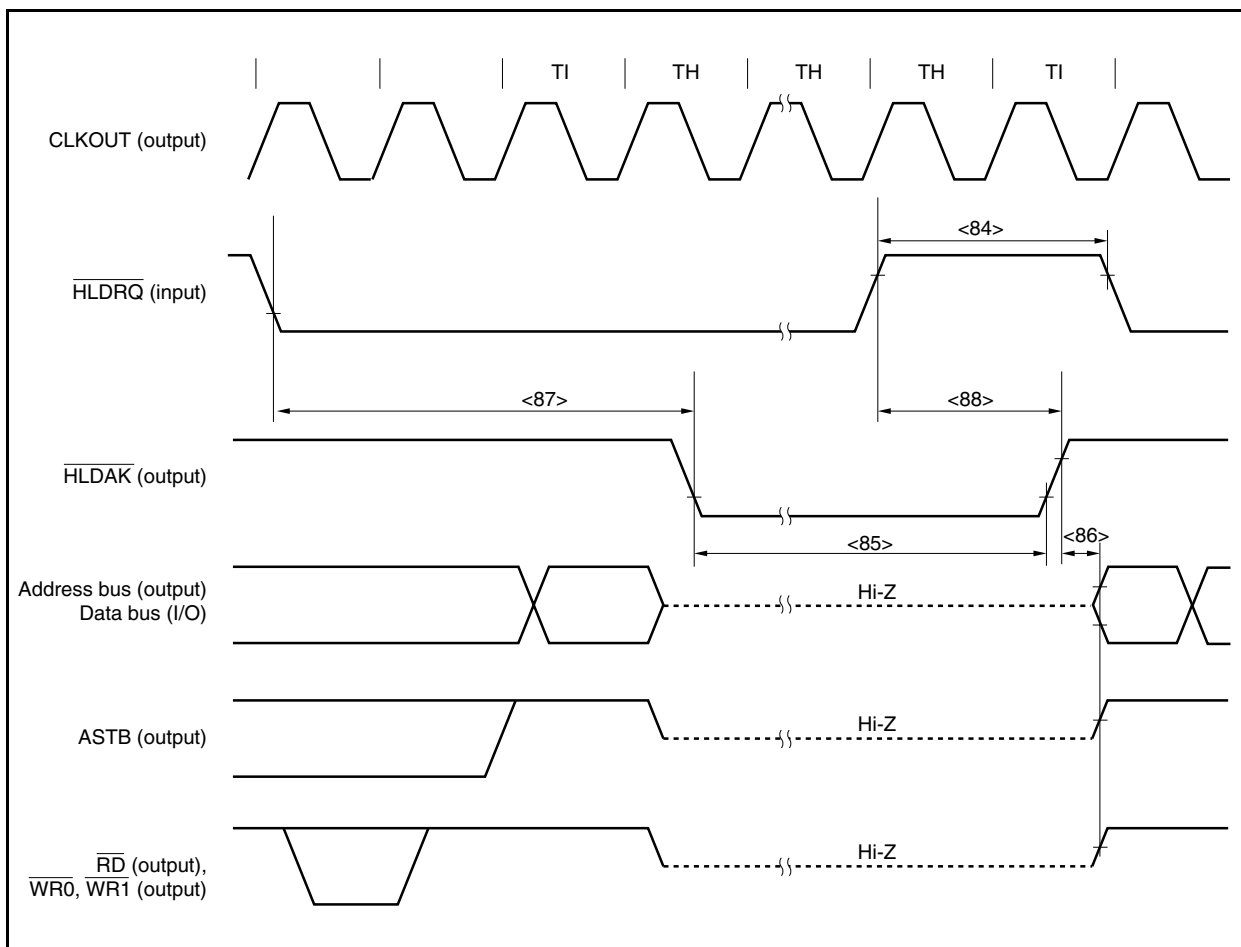 TI TH TH TH TI
CLKOUT (output)
<84>
HLDRQ (input)
<87> <88>
HLDAK (output)
<85> <86>
Address bus (output)
Data bus (I/O)
Hi-Z
ASTB (output)
Hi-Z
RD (output),
WR0, WR1 (output)
Hi-Z